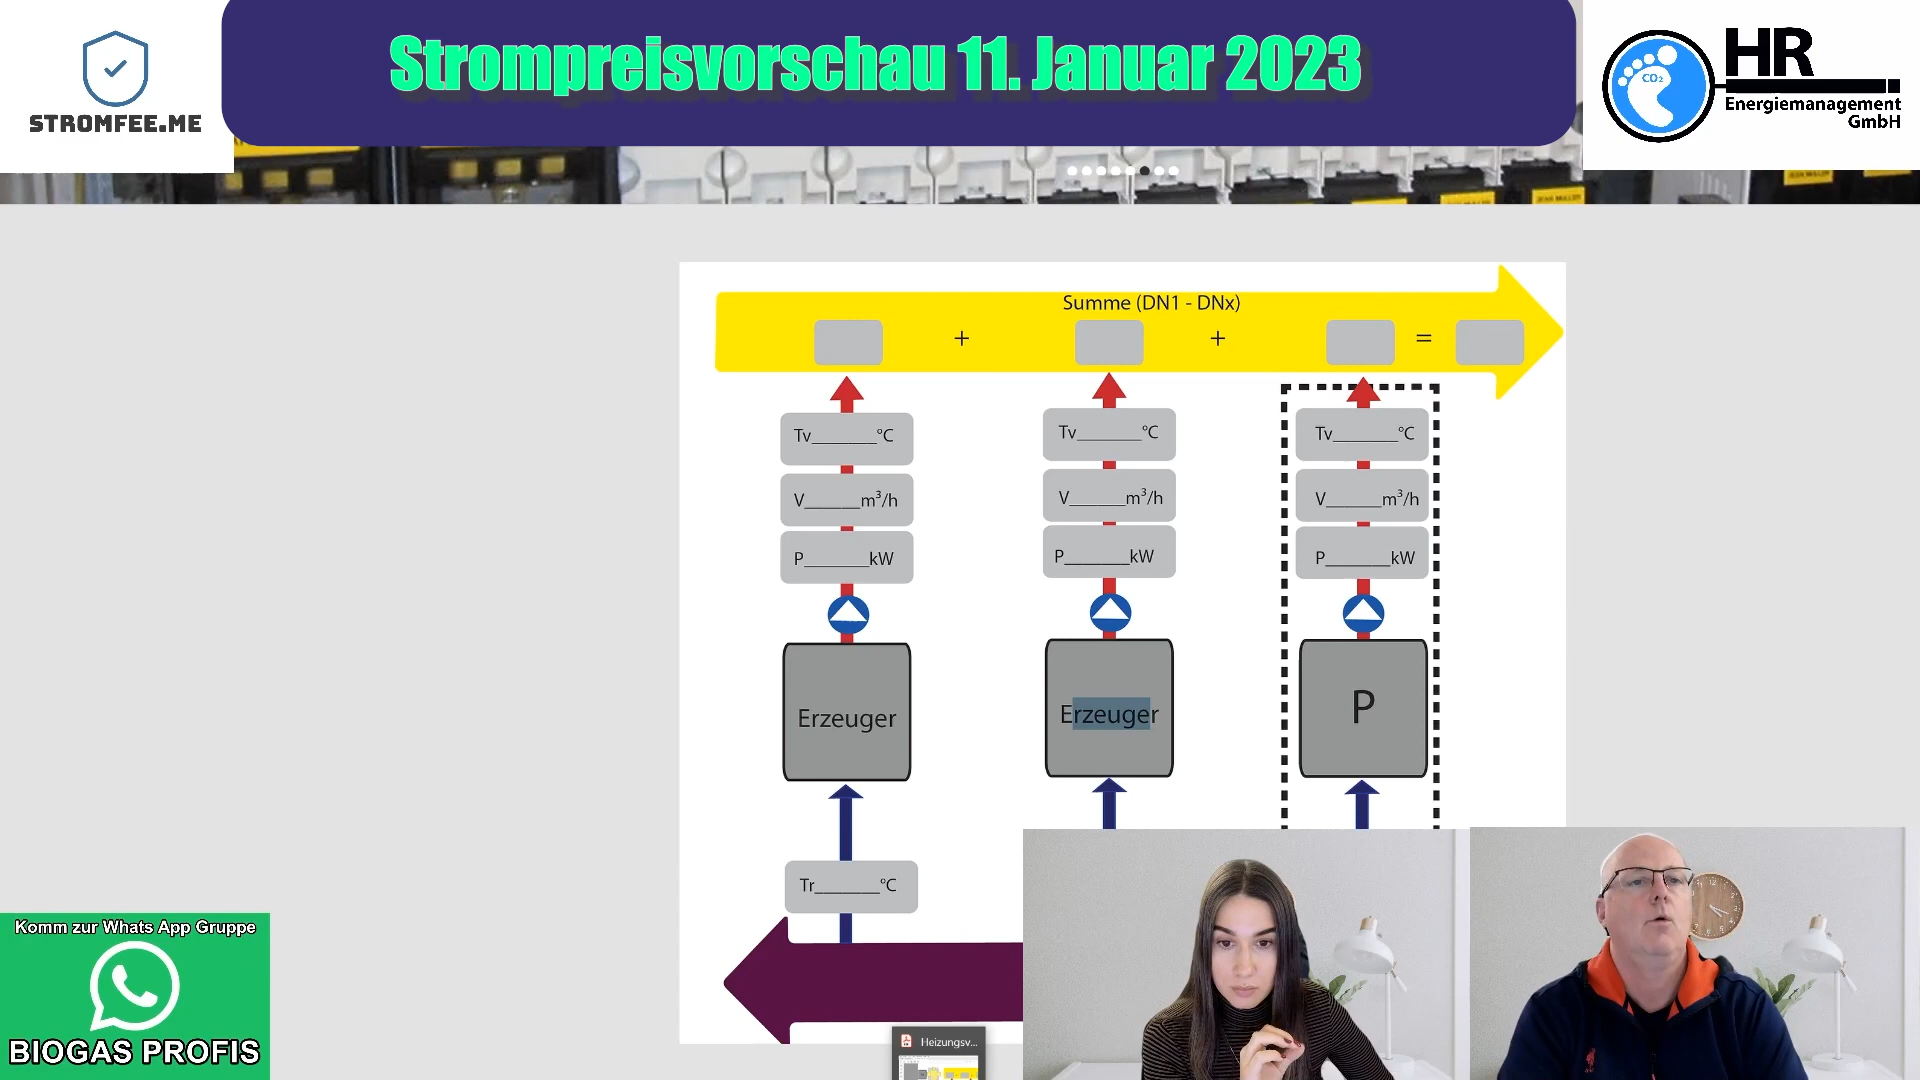 Strompreisvorschau 11. Januar 2023
STROMFEE.ME
CO₂
HR
Energiemanagement
GmbH
Summe (DN1 - DNx)
+ + =
Tv_______°C
Tv_______°C
Tv_______°C
V______m³/h
V______m³/h
V______m³/h
P_______kW
P_______kW
P_______kW
Erzeuger
Erzeuger
P
Tr_______°C
Komm zur Whats App Gruppe
BIOGAS PROFIS
Heizungsv...